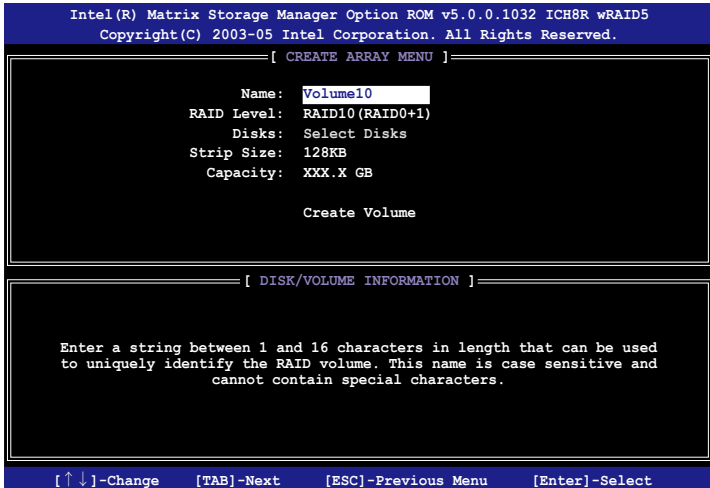 Intel(R) Matrix Storage Manager Option ROM v5.0.0.1032 ICH8R wRAID5
Copyright(C) 2003-05 Intel Corporation. All Rights Reserved.
[ CREATE ARRAY MENU ]
Name: Volume10
RAID Level: RAID10(RAID0+1)
Disks: Select Disks
Strip Size: 128KB
Capacity: XXX.X GB
Create Volume
[ DISK/VOLUME INFORMATION ]
Enter a string between 1 and 16 characters in length that can be used
to uniquely identify the RAID volume. This name is case sensitive and
cannot contain special characters.
[↑↓]-Change [TAB]-Next [ESC]-Previous Menu [Enter]-Select